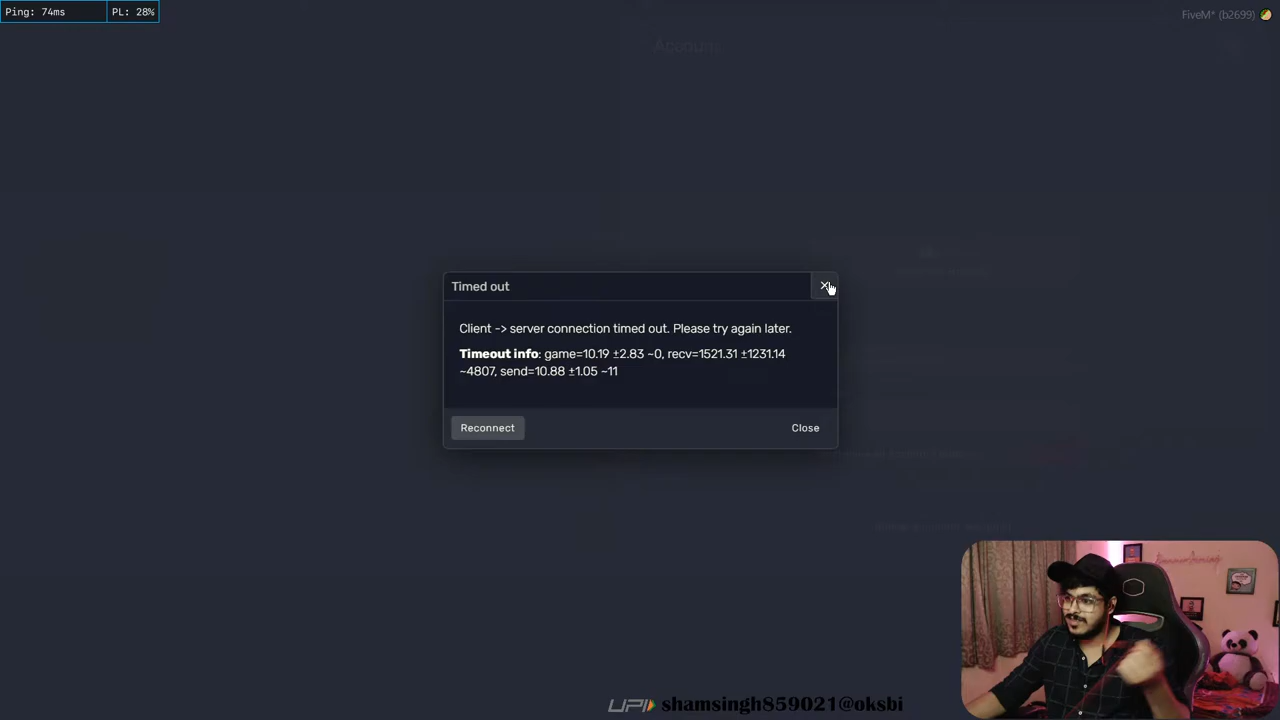 Ping: 74ms
PL: 28%
FiveM* (b2699)
Account
Timed out
Client -> server connection timed out. Please try again later.
Timeout info: game=10.19 ±2.83 ~0, recv=1521.31 ±1231.14
~4807, send=10.88 ±1.05 ~11
Reconnect
Close
UPI shamsingh859021@oksbi